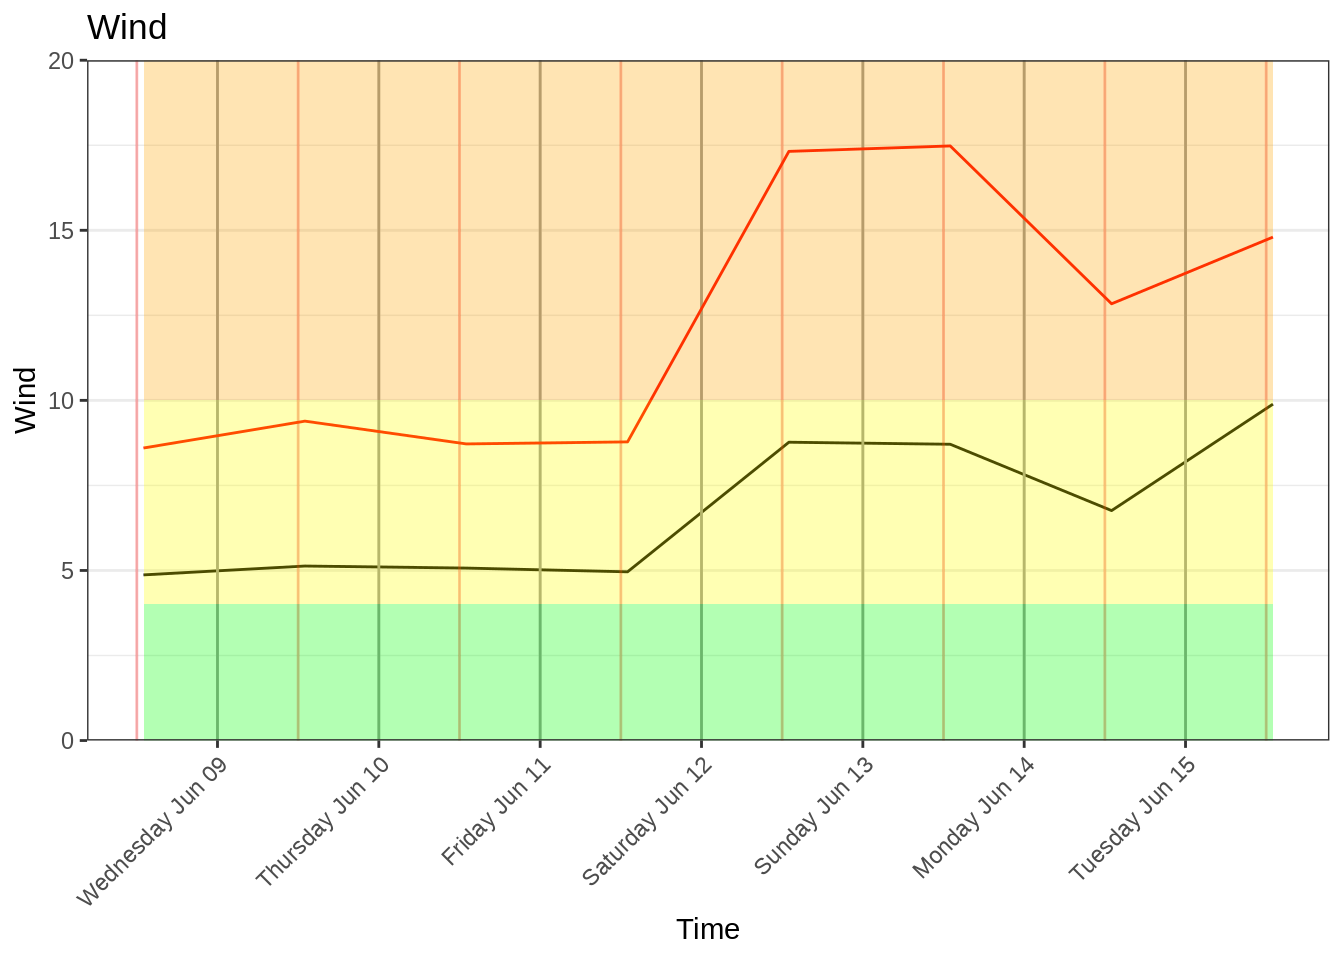 Wind
20
15
10
5
0
Wind
Wednesday Jun 09
Thursday Jun 10
Friday Jun 11
Saturday Jun 12
Sunday Jun 13
Monday Jun 14
Tuesday Jun 15
Time